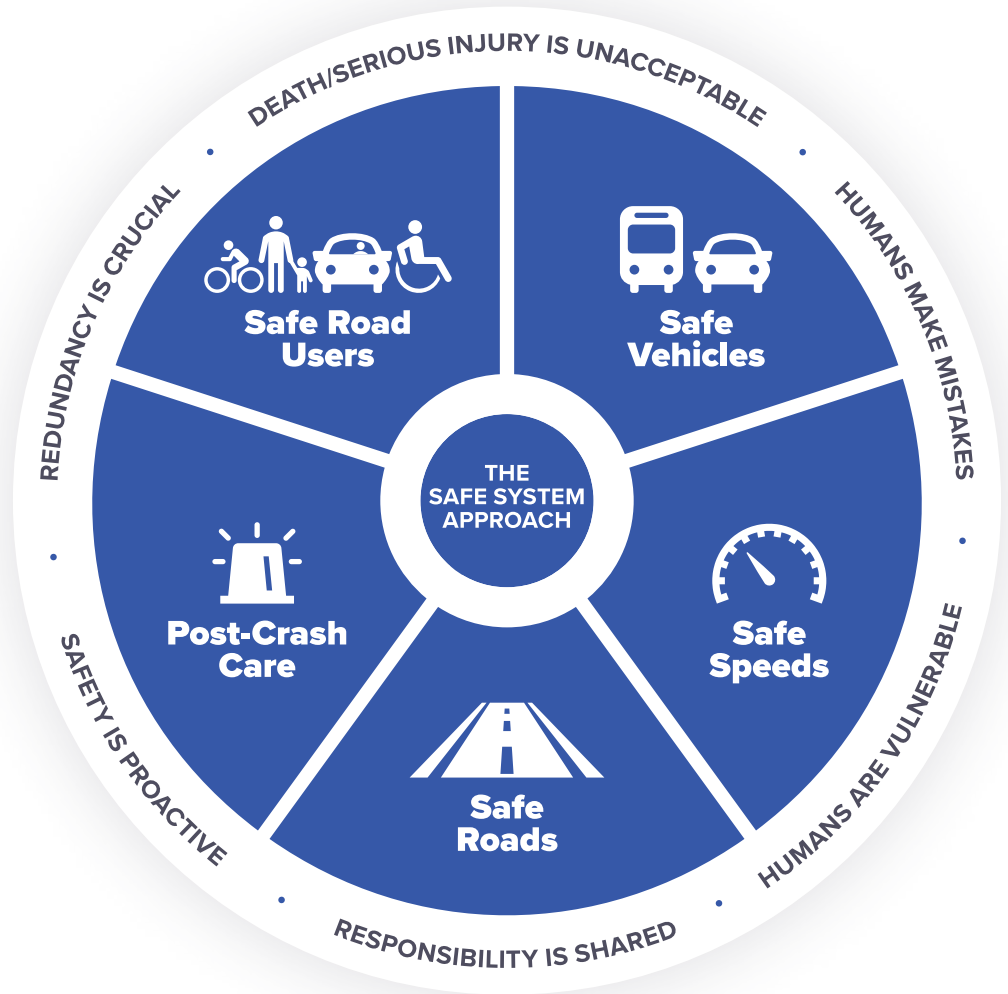 DEATH/SERIOUS INJURY IS UNACCEPTABLE
HUMANS MAKE MISTAKES
HUMANS ARE VULNERABLE
RESPONSIBILITY IS SHARED
SAFETY IS PROACTIVE
REDUNDANCY IS CRUCIAL
Safe Road
Users
Safe
Vehicles
THE
SAFE SYSTEM
APPROACH
Post-Crash
Care
Safe
Speeds
Safe
Roads